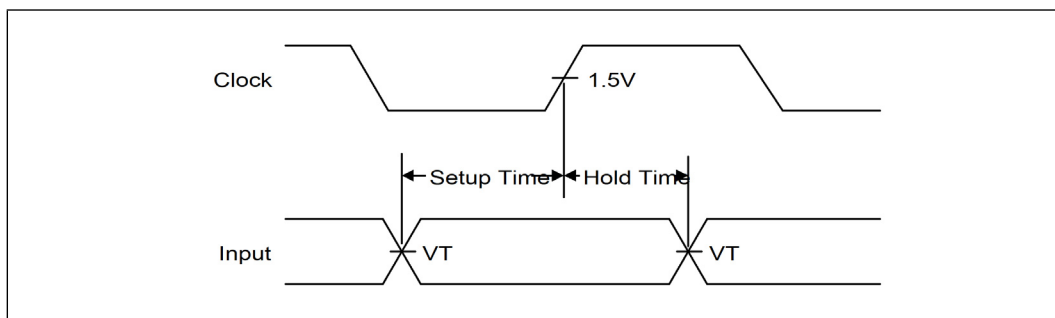 Clock
1.5V
Setup Time
Hold Time
Input
VT
VT